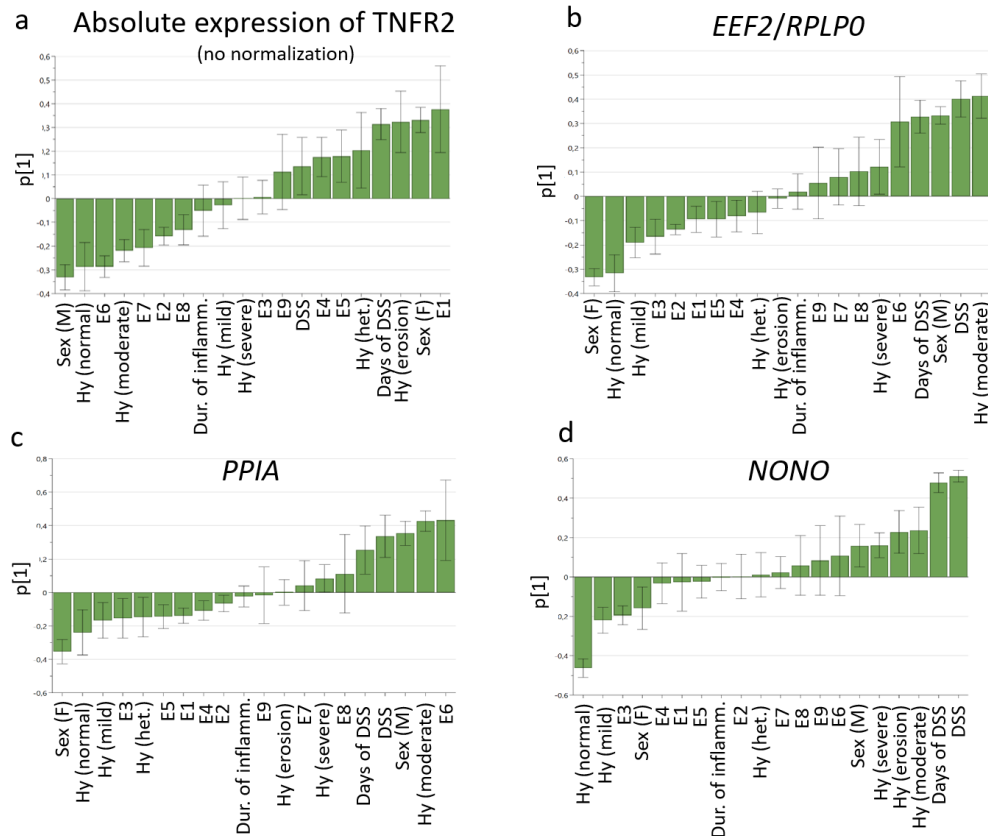 a
Absolute expression of TNFR2
(no normalization)
0,6
0,5
0,4
0,3
0,2
0,1
0
-0,1
-0,2
-0,3
-0,4
p[1]
Sex (M)
Hy (normal)
E6
Hy (moderate)
E7
E2
E8
Dur. of inflamm.
Hy (mild)
Hy (severe)
E3
E9
DSS
E4
E5
Hy (het.)
Days of DSS
Hy (erosion)
Sex (F)
E1
b
EEF2/RPLP0
0,6
0,5
0,4
0,3
0,2
0,1
0
-0,1
-0,2
-0,3
-0,4
p[1]
Sex (F)
Hy (normal)
Hy (mild)
E3
E2
E1
E5
E4
Hy (het.)
Hy (erosion)
Dur. of inflamm.
E9
E7
E8
Hy (severe)
E6
Days of DSS
Sex (M)
DSS
Hy (moderate)
c
PPIA
0,8
0,6
0,4
0,2
0
-0,2
-0,4
-0,6
p[1]
Sex (F)
Hy (normal)
Hy (mild)
E3
Hy (het.)
E5
E1
E4
E2
Dur. of inflamm.
E9
Hy (erosion)
E7
Hy (severe)
E8
Days of DSS
DSS
Sex (M)
Hy (moderate)
E6
d
NONO
0,8
0,6
0,4
0,2
0
-0,2
-0,4
-0,6
p[1]
Hy (normal)
Hy (mild)
E3
Sex (F)
E4
E1
E5
Dur. of inflamm.
E2
Hy (het.)
E7
E8
E9
E6
Sex (M)
Hy (severe)
Hy (erosion)
Hy (moderate)
Days of DSS
DSS